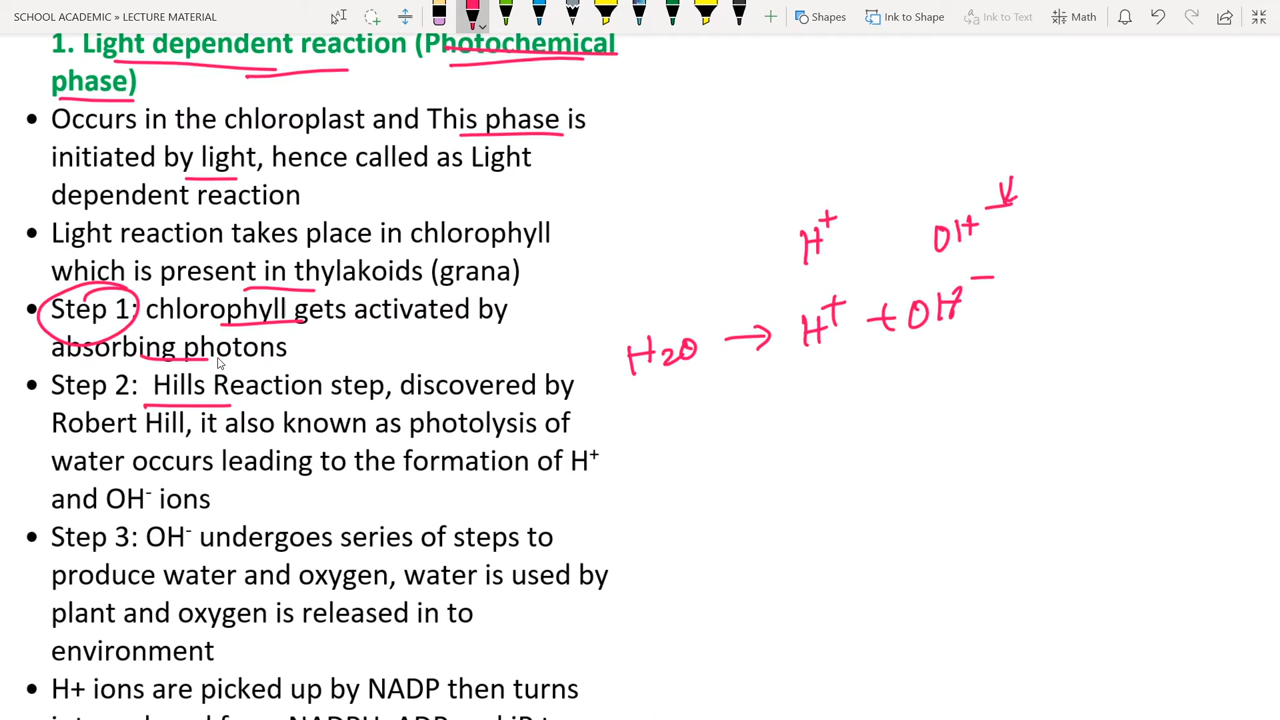 SCHOOL ACADEMIC » LECTURE MATERIAL
Shapes
Ink to Shape
Ink to Text
Math
1. Light dependent reaction (Photochemical
phase)
• Occurs in the chloroplast and This phase is
initiated by light, hence called as Light
dependent reaction
• Light reaction takes place in chlorophyll
which is present in thylakoids (grana)
• Step 1: chlorophyll gets activated by
absorbing photons
• Step 2: Hills Reaction step, discovered by
Robert Hill, it also known as photolysis of
water occurs leading to the formation of H⁺
and OH⁻ ions
• Step 3: OH⁻ undergoes series of steps to
produce water and oxygen, water is used by
plant and oxygen is released in to
environment
• H+ ions are picked up by NADP then turns
H⁺ OH⁻
H₂O → H⁺ + OH⁻